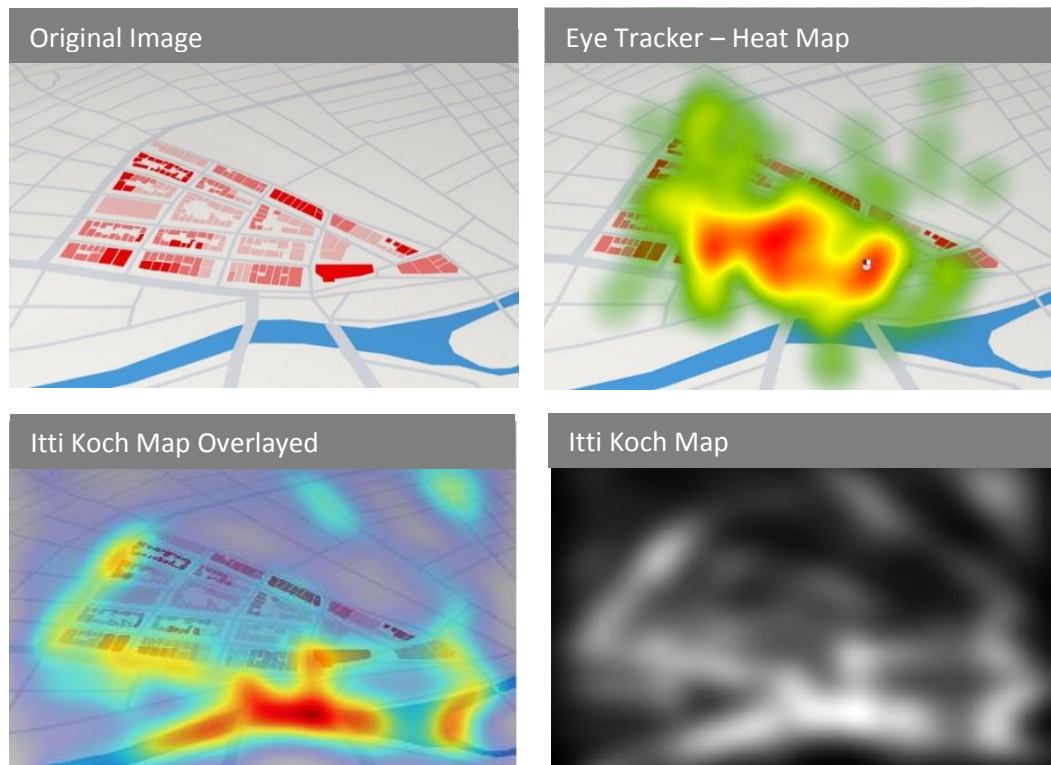 Original Image
Eye Tracker – Heat Map
Itti Koch Map Overlayed
Itti Koch Map